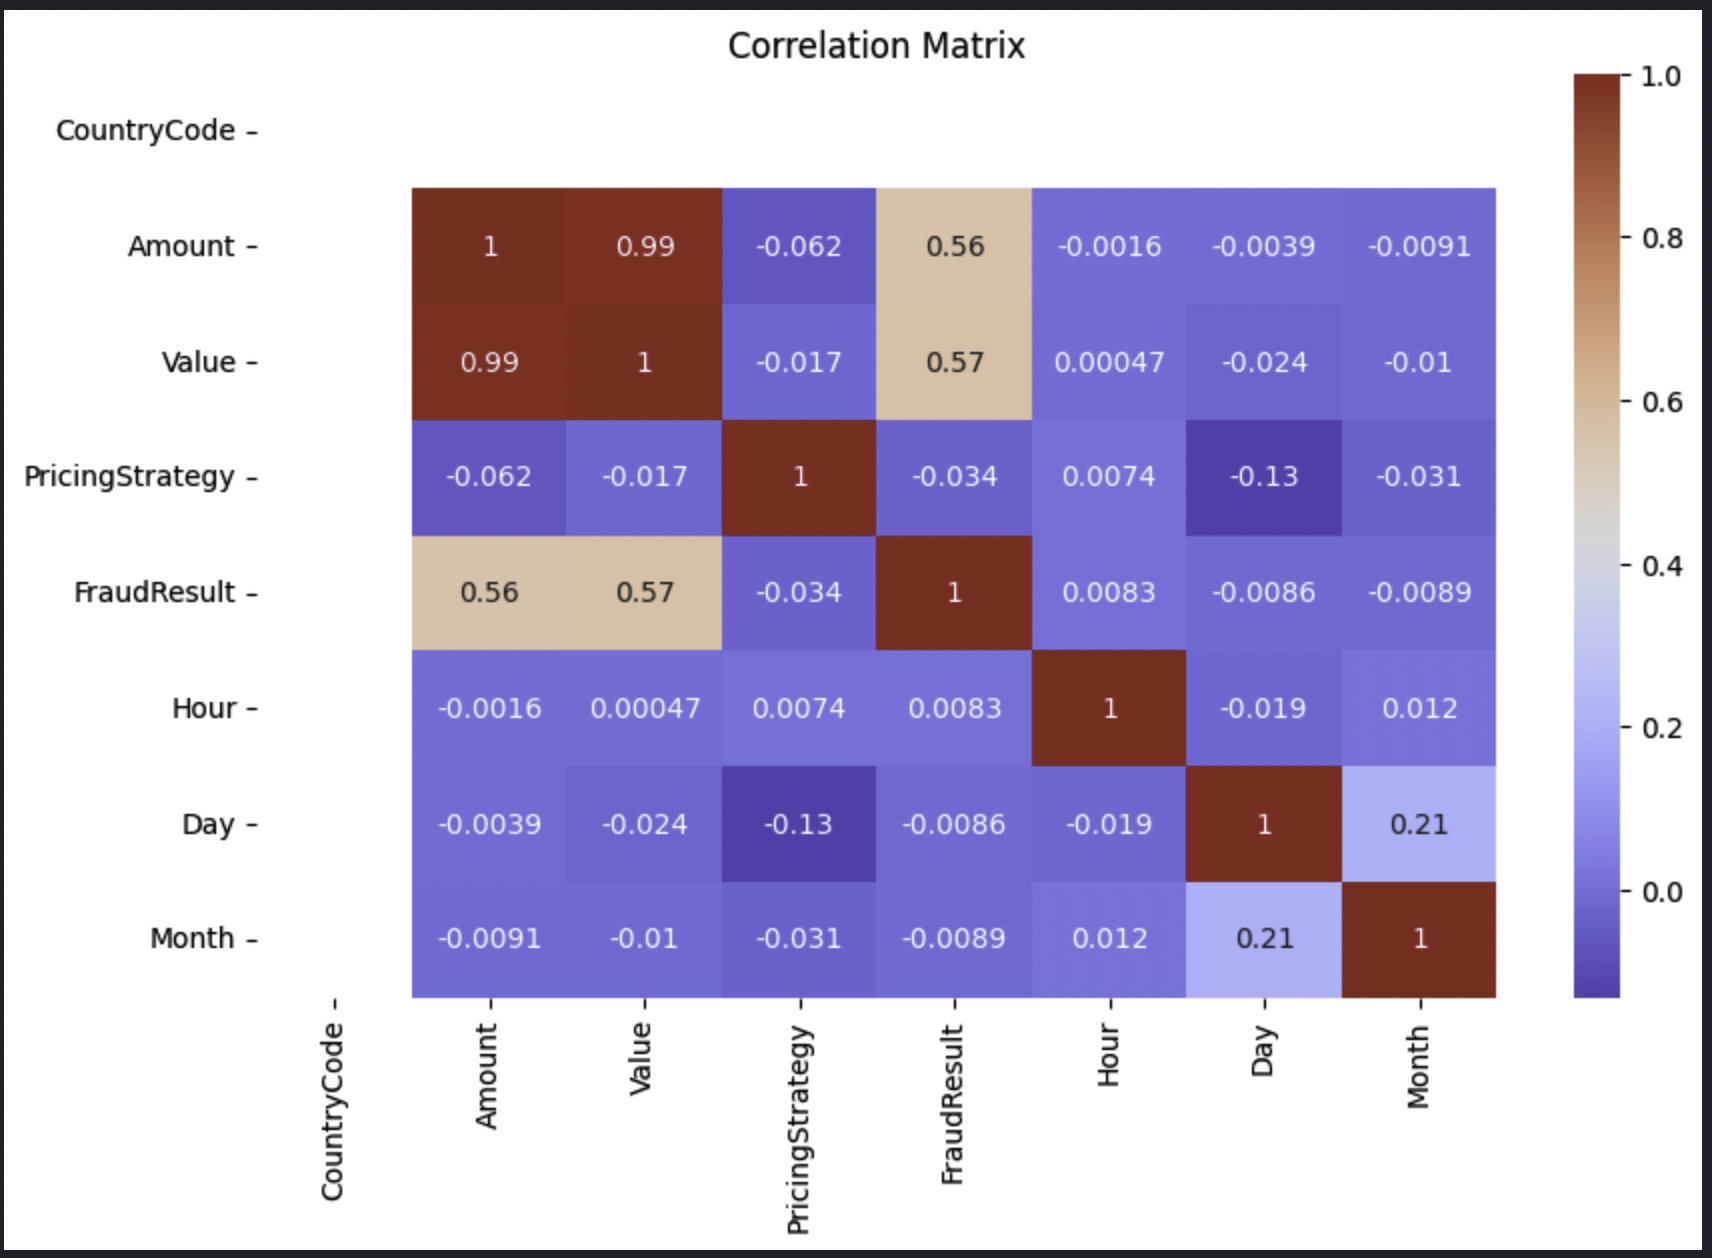 Correlation Matrix
CountryCode
Amount 1 0.99 -0.062 0.56 -0.0016 -0.0039 -0.0091
Value 0.99 1 -0.017 0.57 0.00047 -0.024 -0.01
PricingStrategy -0.062 -0.017 1 -0.034 0.0074 -0.13 -0.031
FraudResult 0.56 0.57 -0.034 1 0.0083 -0.0086 -0.0089
Hour -0.0016 0.00047 0.0074 0.0083 1 -0.019 0.012
Day -0.0039 -0.024 -0.13 -0.0086 -0.019 1 0.21
Month -0.0091 -0.01 -0.031 -0.0089 0.012 0.21 1
CountryCode
Amount
Value
PricingStrategy
FraudResult
Hour
Day
Month
1.0
0.8
0.6
0.4
0.2
0.0